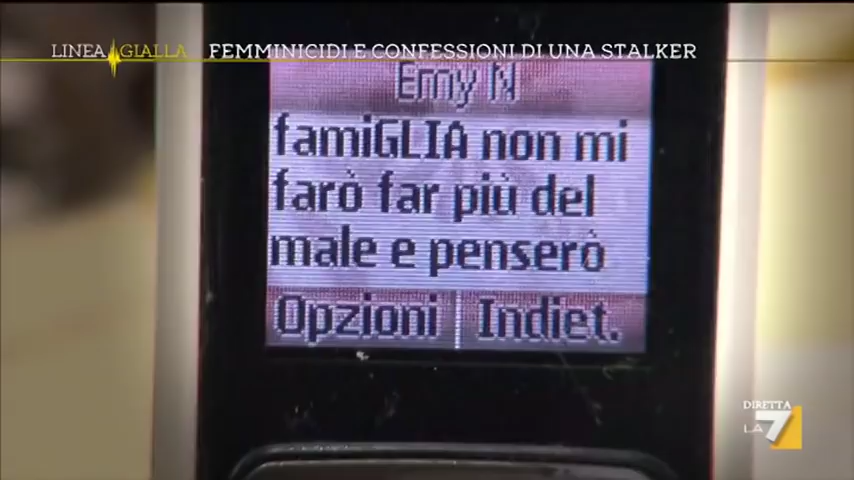 LINEA GIALLA FEMMINICIDI E CONFESSIONI DI UNA STALKER
Emy N
famiGLIA non mi
farò far più del
male e penserò
Opzioni Indiet.
DIRETTA
LA7